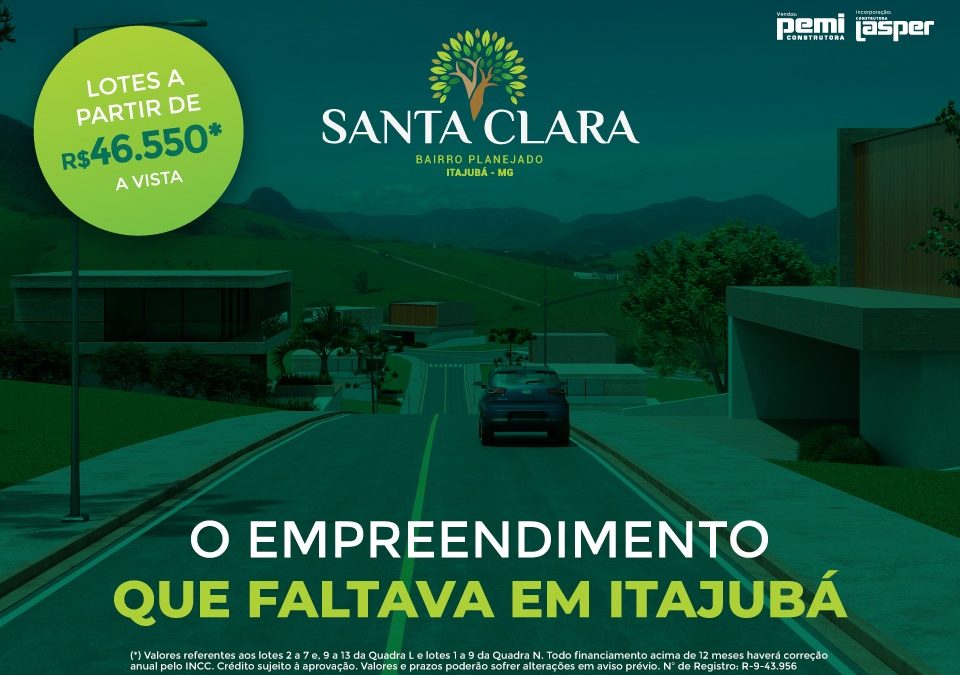 LOTES A
PARTIR DE
R$46.550*
A VISTA
Vendas:
pemi
CONSTRUTORA
Incorporação:
CONSTRUTORA
Lasper
SANTA CLARA
BAIRRO PLANEJADO
ITAJUBÁ - MG
O EMPREENDIMENTO
QUE FALTAVA EM ITAJUBÁ
(*) Valores referentes aos lotes 2 a 7 e, 9 a 13 da Quadra L e lotes 1 a 9 da Quadra N. Todo financiamento acima de 12 meses haverá correção
anual pelo INCC. Crédito sujeito à aprovação. Valores e prazos poderão sofrer alterações em aviso prévio. N° de Registro: R-9-43.956